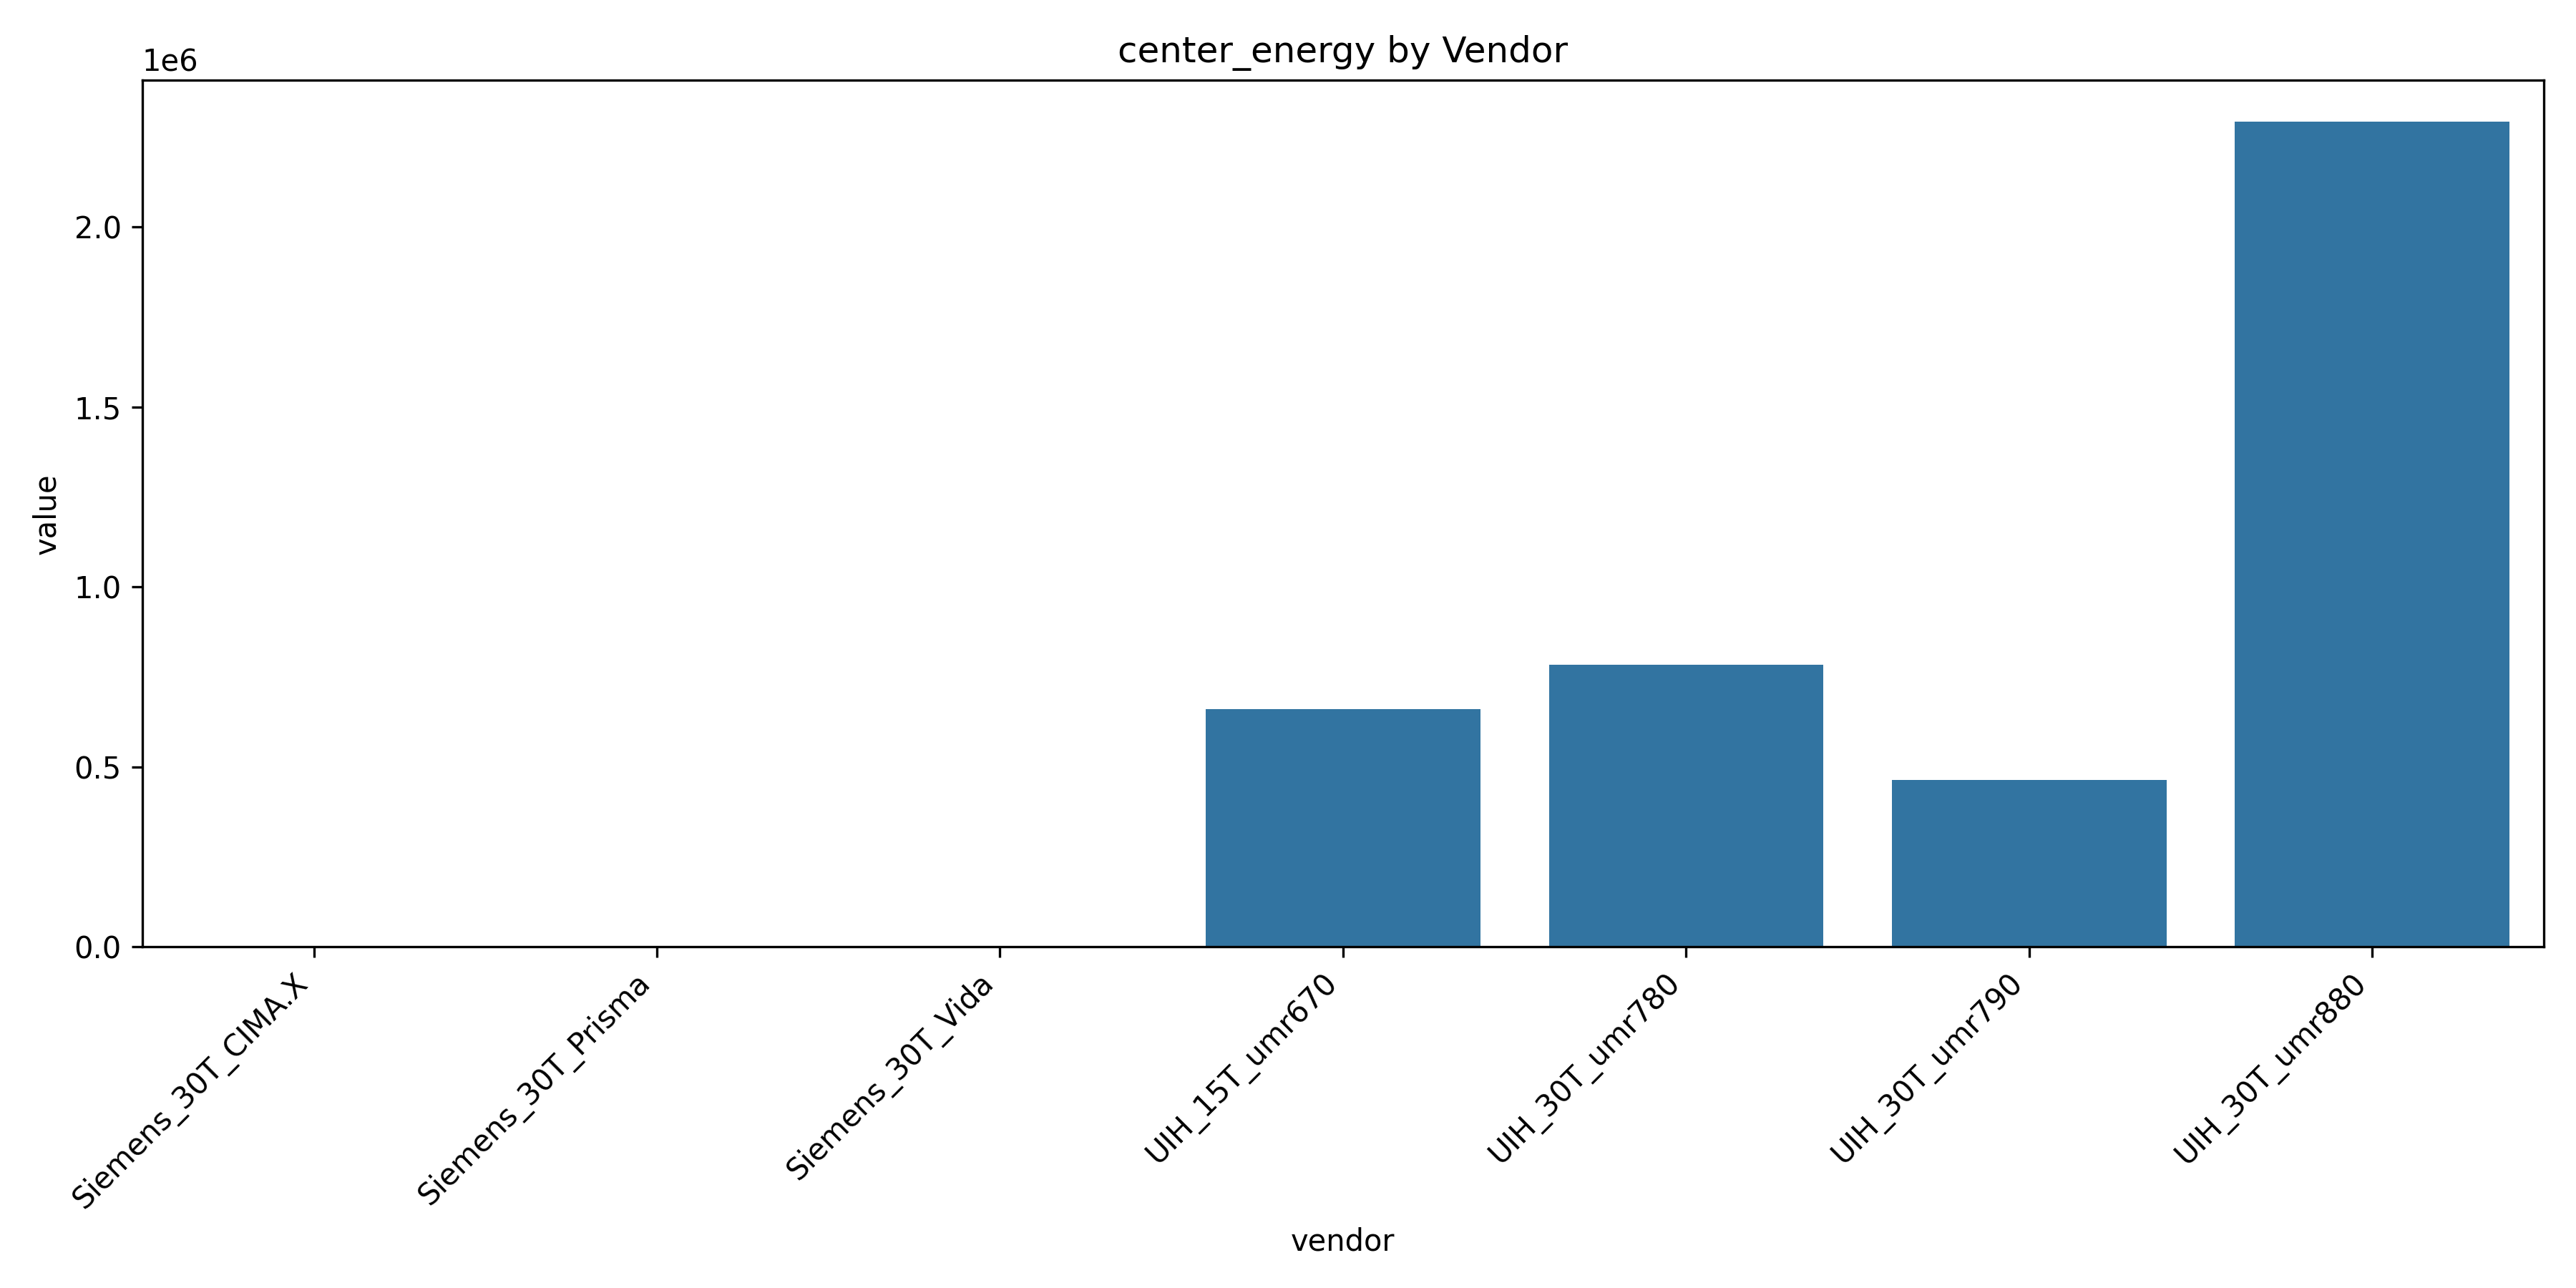 center_energy by Vendor
1e6
2.0
1.5
1.0
0.5
0.0
value
Siemens_30T_CIMA.X
Siemens_30T_Prisma
Siemens_30T_Vida
UIH_15T_umr670
UIH_30T_umr780
UIH_30T_umr790
UIH_30T_umr880
vendor